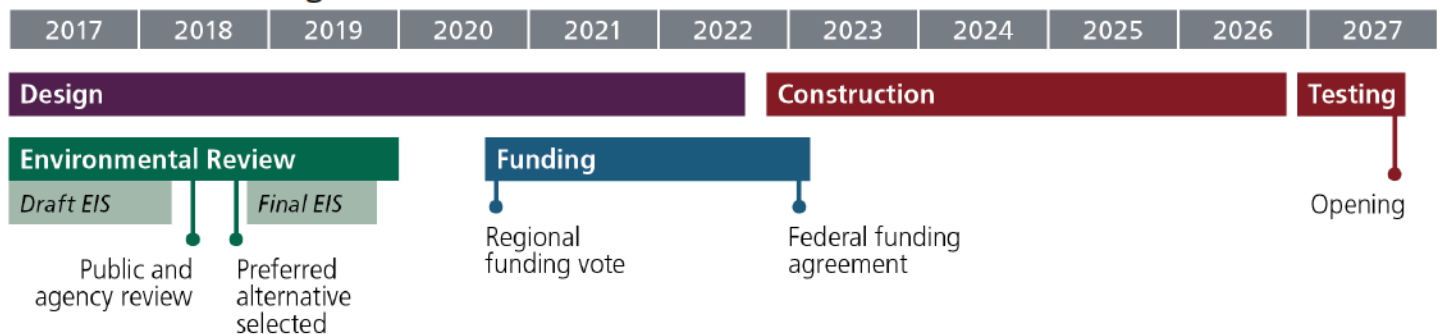 2017 2018 2019 2020 2021 2022 2023 2024 2025 2026 2027
Design Construction Testing
Environmental Review Funding
Draft EIS Final EIS
Opening
Regional
funding vote
Federal funding
agreement
Public and
agency review
Preferred
alternative
selected